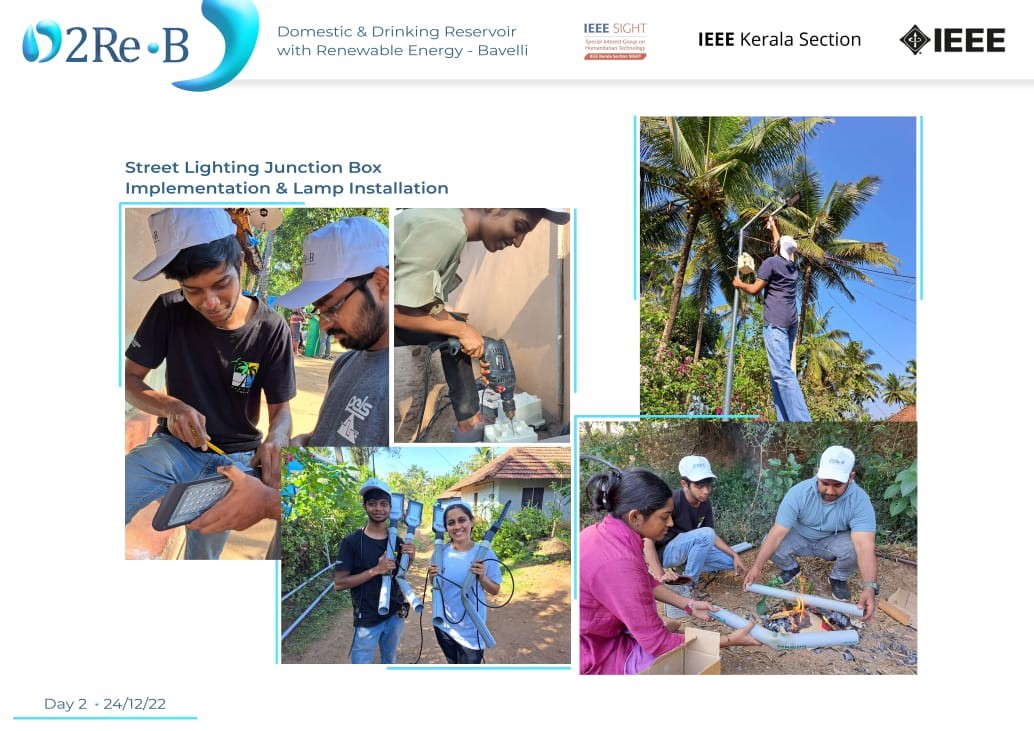 2Re·B
Domestic & Drinking Reservoir
with Renewable Energy - Bavelli
IEEE SIGHT
Special Interest Group on
Humanitarian Technology
IEEE Kerala Section SIGHT
IEEE Kerala Section
IEEE
Street Lighting Junction Box
Implementation & Lamp Installation
Day 2 • 24/12/22